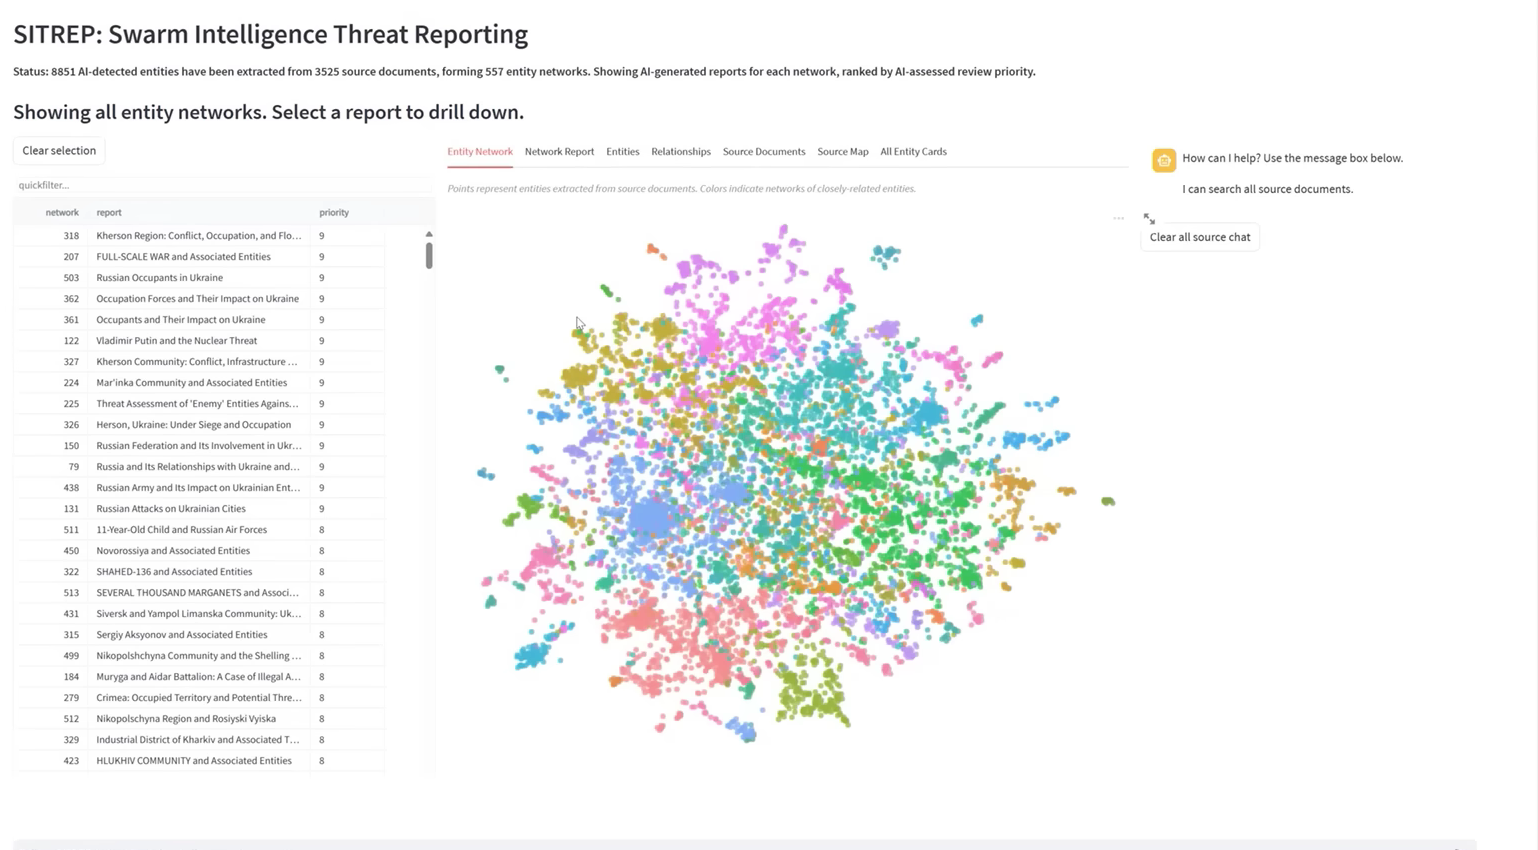 SITREP: Swarm Intelligence Threat Reporting
Status: 8851 AI-detected entities have been extracted from 3525 source documents, forming 557 entity networks. Showing AI-generated reports for each network, ranked by AI-assessed review priority.
Showing all entity networks. Select a report to drill down.
Clear selection
quickfilter...
network report priority
318 Kherson Region: Conflict, Occupation, and Flo... 9
207 FULL-SCALE WAR and Associated Entities 9
503 Russian Occupants in Ukraine 9
362 Occupation Forces and Their Impact on Ukraine 9
361 Occupants and Their Impact on Ukraine 9
122 Vladimir Putin and the Nuclear Threat 9
327 Kherson Community: Conflict, Infrastructure ... 9
224 Mar'inka Community and Associated Entities 9
225 Threat Assessment of 'Enemy' Entities Agains... 9
326 Herson, Ukraine: Under Siege and Occupation 9
150 Russian Federation and Its Involvement in Ukr... 9
79 Russia and Its Relationships with Ukraine and... 9
438 Russian Army and Its Impact on Ukrainian Ent... 9
131 Russian Attacks on Ukrainian Cities 9
511 11-Year-Old Child and Russian Air Forces 8
450 Novorossiya and Associated Entities 8
322 SHAHED-136 and Associated Entities 8
513 SEVERAL THOUSAND MARGANETS and Associ... 8
431 Siversk and Yampol Limanska Community: Uk... 8
315 Sergiy Aksyonov and Associated Entities 8
499 Nikopolshchyna Community and the Shelling ... 8
184 Muryga and Aidar Battalion: A Case of Illegal A... 8
279 Crimea: Occupied Territory and Potential Thre... 8
512 Nikopolschyna Region and Rosiyski Vyiska 8
329 Industrial District of Kharkiv and Associated T... 8
423 HLUKHIV COMMUNITY and Associated Entities 8
Entity Network Network Report Entities Relationships Source Documents Source Map All Entity Cards
Points represent entities extracted from source documents. Colors indicate networks of closely-related entities.
How can I help? Use the message box below.
I can search all source documents.
Clear all source chat